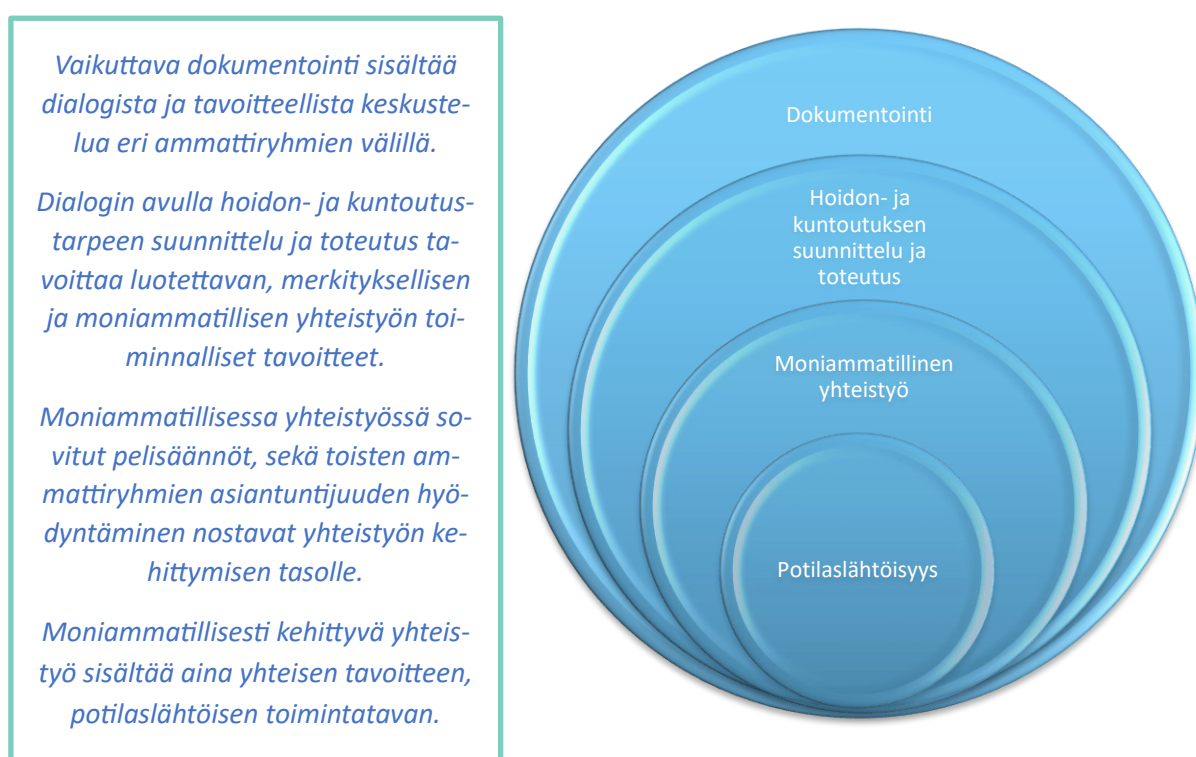 Vaikuttava dokumentointi sisältää
dialogista ja tavoitteellista keskuste-
lua eri ammattiryhmien välillä.
Dialogin avulla hoidon- ja kuntoutus-
tarpeen suunnittelu ja toteutus ta-
voittaa luotettavan, merkityksellisen
ja moniammatillisen yhteistyön toi-
minnalliset tavoitteet.
Moniammatillisessa yhteistyössä so-
vitut pelisäännöt, sekä toisten am-
mattiryhmien asiantuntijuuden hyö-
dyntäminen nostavat yhteistyön ke-
hittymisen tasolle.
Moniammatillisesti kehittyvä yhteis-
työ sisältää aina yhteisen tavoitteen,
potilaslähtöisen toimintatavan.
Dokumentointi
Hoidon- ja
kuntoutuksen
suunnittelu ja
toteutus
Moniammatillinen
yhteistyö
Potilaslähtöisyys